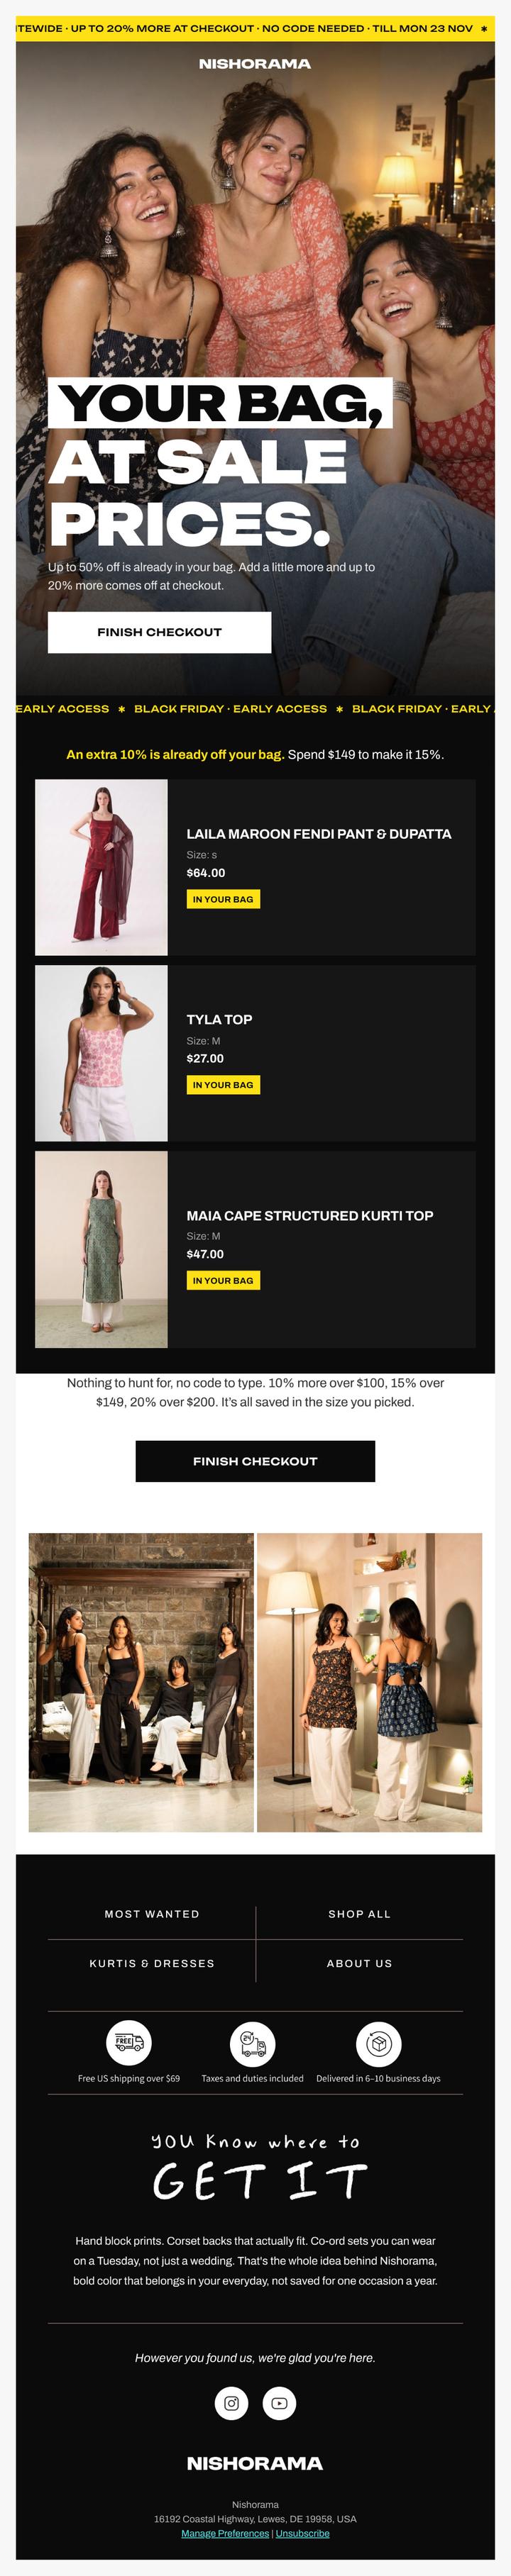 TEWIDE · UP TO 20% MORE AT CHECKOUT · NO CODE NEEDED · TILL MON 23 NOV ✱
NISHORAMA
YOUR BAG,
AT SALE
PRICES.
Up to 50% off is already in your bag. Add a little more and up to
20% more comes off at checkout.
FINISH CHECKOUT
EARLY ACCESS ✱ BLACK FRIDAY · EARLY ACCESS ✱ BLACK FRIDAY · EARLY
An extra 10% is already off your bag. Spend $149 to make it 15%.
LAILA MAROON FENDI PANT & DUPATTA
Size: s
$64.00
IN YOUR BAG
TYLA TOP
Size: M
$27.00
IN YOUR BAG
MAIA CAPE STRUCTURED KURTI TOP
Size: M
$47.00
IN YOUR BAG
Nothing to hunt for, no code to type. 10% more over $100, 15% over
$149, 20% over $200. It's all saved in the size you picked.
FINISH CHECKOUT
MOST WANTED
SHOP ALL
KURTIS & DRESSES
ABOUT US
FREE
24
Free US shipping over $69
Taxes and duties included
Delivered in 6–10 business days
YOU Know where to
GET IT
Hand block prints. Corset backs that actually fit. Co-ord sets you can wear
on a Tuesday, not just a wedding. That's the whole idea behind Nishorama,
bold color that belongs in your everyday, not saved for one occasion a year.
However you found us, we're glad you're here.
NISHORAMA
Nishorama
16192 Coastal Highway, Lewes, DE 19958, USA
Manage Preferences | Unsubscribe